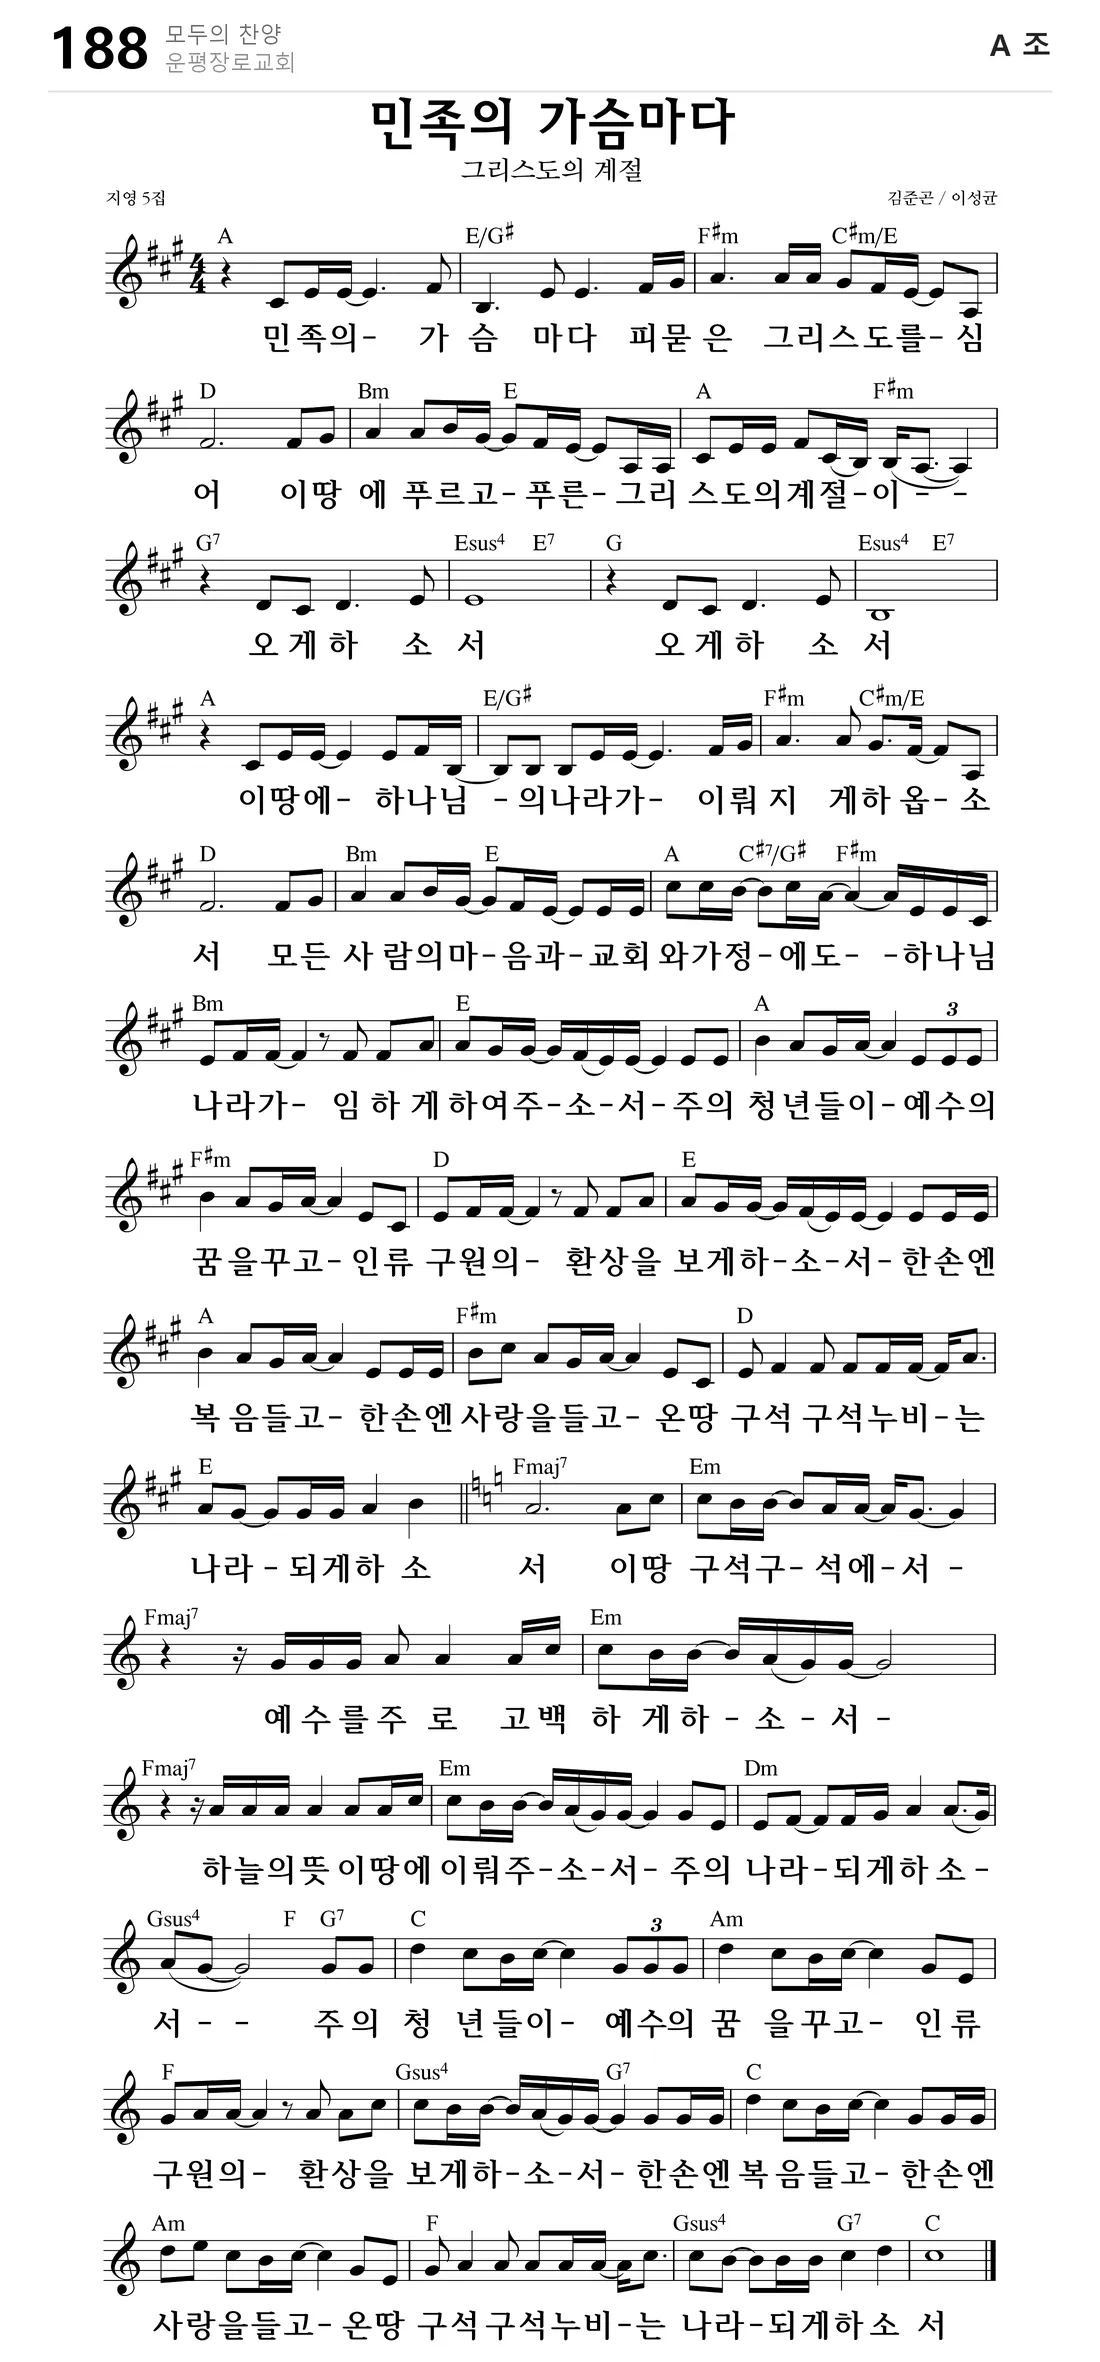 188
모두의 찬양
운평장로교회
A 조
민족의 가슴마다
그리스도의 계절
지영 5집
김준곤 / 이성균
A E/G♯ F♯m C♯m/E
민족의- 가 슴 마다 피묻 은 그리스도를- 심
D Bm E A F♯m
어 이땅 에 푸르고- 푸른- 그리 스도의계절-이 - -
G7 Esus4 E7 G Esus4 E7
오 게 하 소 서 오 게 하 소 서
A E/G♯ F♯m C♯m/E
이땅에- 하나님 - 의나라가- 이뤄 지 게하 옵- 소
D Bm E A C♯7/G♯ F♯m
서 모든 사 람의마-음과-교회 와가정-에도- -하나님
Bm E A 3
나라가- 임 하 게 하여주-소-서- 주의 청 년들이-예수의
F♯m D E
꿈 을꾸고- 인류 구원의- 환상을 보게하-소-서- 한손엔
A F♯m D
복 음들고- 한손엔 사랑을들고- 온땅 구석 구석누비-는
E Fmaj7 Em
나라 - 되게하 소 서 이땅 구석구- 석에-서 -
Fmaj7 Em
예 수 를 주 로 고 백 하 게 하 - 소 - 서 -
Fmaj7 Em Dm
하늘의뜻 이땅에 이뤄주-소-서- 주의 나라-되게하 소 -
Gsus4 F G7 C 3 Am
서 - - 주 의 청 년 들이- 예수의 꿈 을꾸고- 인 류
F Gsus4 G7 C
구원의- 환상을 보게하-소-서- 한손엔 복 음들고- 한손엔
Am F Gsus4 G7 C
사랑을들고- 온땅 구석 구석누비-는 나라-되게하 소 서